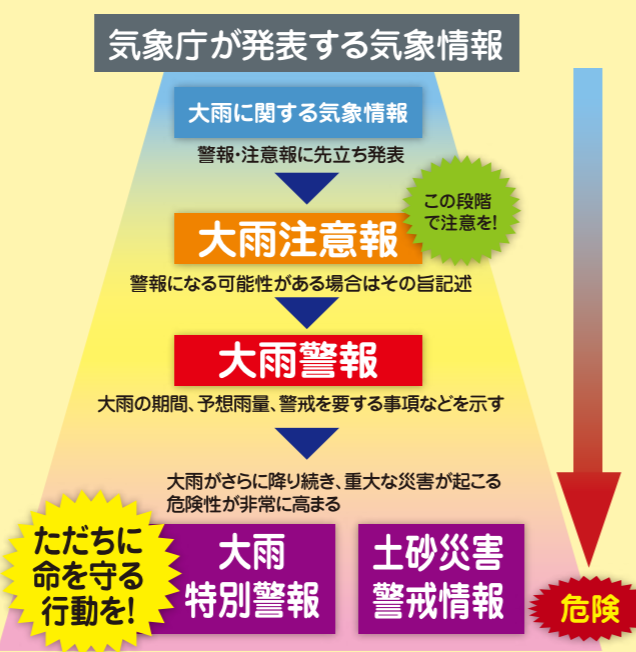 気象庁が発表する気象情報
大雨に関する気象情報
警報・注意報に先立ち発表
この段階
で注意を!
大雨注意報
警報になる可能性がある場合はその旨記述
大雨警報
大雨の期間、予想雨量、警戒を要する事項などを示す
大雨がさらに降り続き、重大な災害が起こる
危険性が非常に高まる
ただちに
命を守る
行動を!
大雨
特別警報
土砂災害
警戒情報
危険